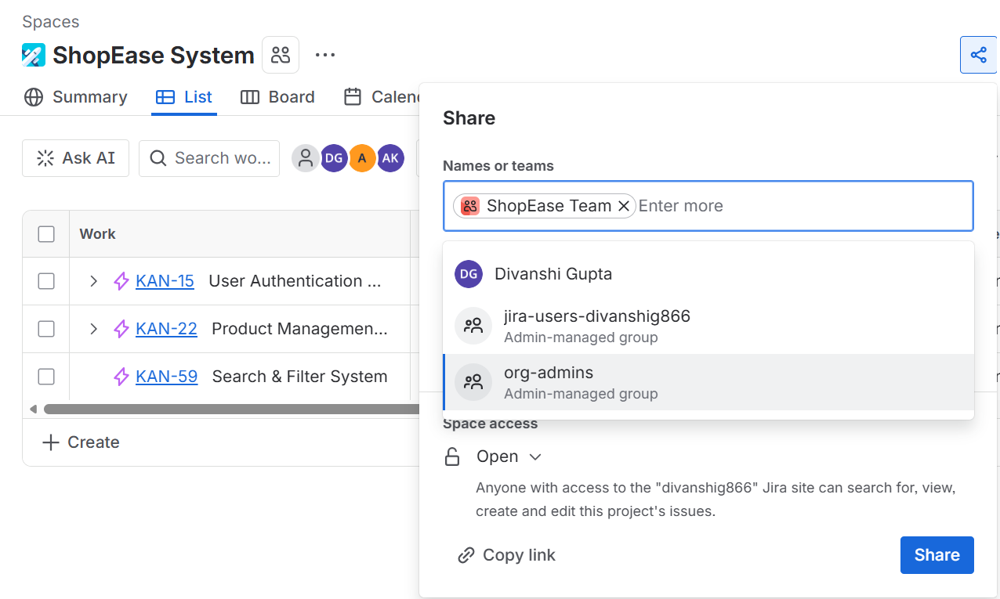 Spaces
ShopEase System
Summary
List
Board
Calend
Share
Ask AI
Search wo...
DG
A
AK
Names or teams
ShopEase Team
Enter more
Work
KAN-15 User Authentication ...
KAN-22 Product Managemen...
KAN-59 Search & Filter System
Create
DG
Divanshi Gupta
jira-users-divanshig866
Admin-managed group
org-admins
Admin-managed group
Space access
Open
Anyone with access to the "divanshig866" Jira site can search for, view,
create and edit this project's issues.
Copy link
Share